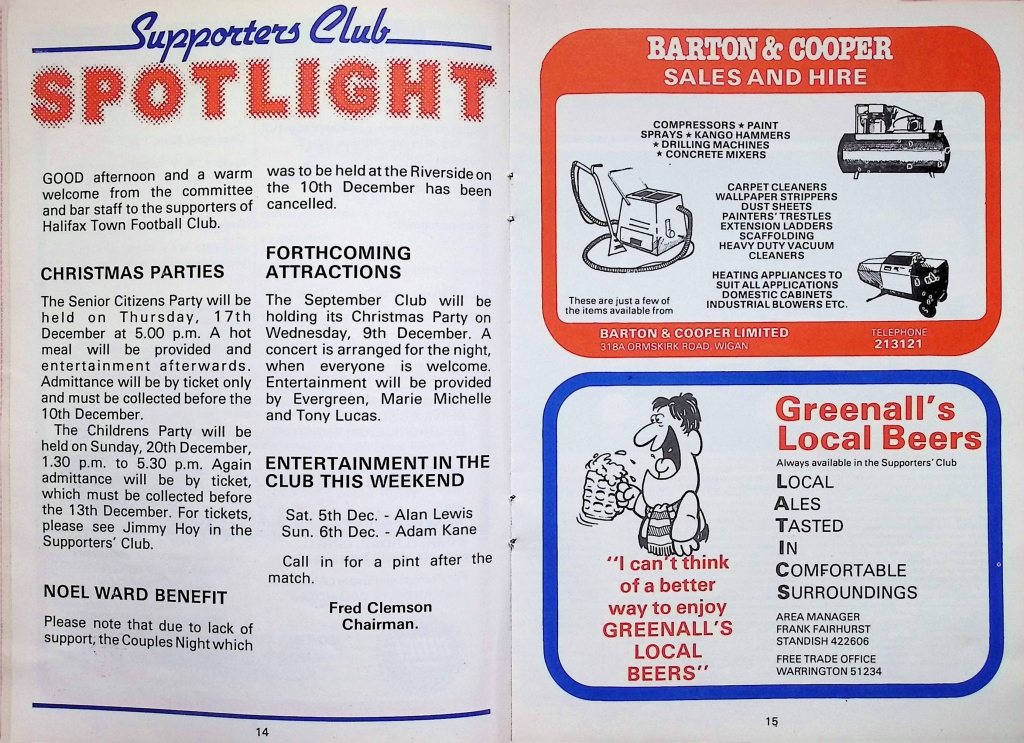 Supporters Club
SPOTLIGHT
GOOD afternoon and a warm
welcome from the committee
and bar staff to the supporters of
Halifax Town Football Club.
CHRISTMAS PARTIES
The Senior Citizens Party will be
held on Thursday, 17th
December at 5.00 p.m. A hot
meal will be provided and
entertainment afterwards.
Admittance will be by ticket only
and must be collected before the
10th December.
The Childrens Party will be
held on Sunday, 20th December,
1.30 p.m. to 5.30 p.m. Again
admittance will be by ticket,
which must be collected before
the 13th December. For tickets,
please see Jimmy Hoy in the
Supporters' Club.
NOEL WARD BENEFIT
Please note that due to lack of
support, the Couples Night which
was to be held at the Riverside on
the 10th December has been
cancelled.
FORTHCOMING
ATTRACTIONS
The September Club will be
holding its Christmas Party on
Wednesday, 9th December. A
concert is arranged for the night,
when everyone is welcome.
Entertainment will be provided
by Evergreen, Marie Michelle
and Tony Lucas.
ENTERTAINMENT IN THE
CLUB THIS WEEKEND
Sat. 5th Dec. - Alan Lewis
Sun. 6th Dec. - Adam Kane
Call in for a pint after the
match.
Fred Clemson
Chairman.
14
BARTON & COOPER
SALES AND HIRE
COMPRESSORS ★ PAINT
SPRAYS ★ KANGO HAMMERS
★ DRILLING MACHINES
★ CONCRETE MIXERS
CARPET CLEANERS
WALLPAPER STRIPPERS
DUST SHEETS
PAINTERS' TRESTLES
EXTENSION LADDERS
SCAFFOLDING
HEAVY DUTY VACUUM
CLEANERS
HEATING APPLIANCES TO
SUIT ALL APPLICATIONS
DOMESTIC CABINETS
INDUSTRIAL BLOWERS ETC.
These are just a few of
the items available from
BARTON & COOPER LIMITED
318A ORMSKIRK ROAD, WIGAN
TELEPHONE
213121
Greenall's
Local Beers
Always available in the Supporters' Club
LOCAL
ALES
TASTED
IN
COMFORTABLE
SURROUNDINGS
"I can't think
of a better
way to enjoy
GREENALL'S
LOCAL
BEERS"
AREA MANAGER
FRANK FAIRHURST
STANDISH 422606
FREE TRADE OFFICE
WARRINGTON 51234
15